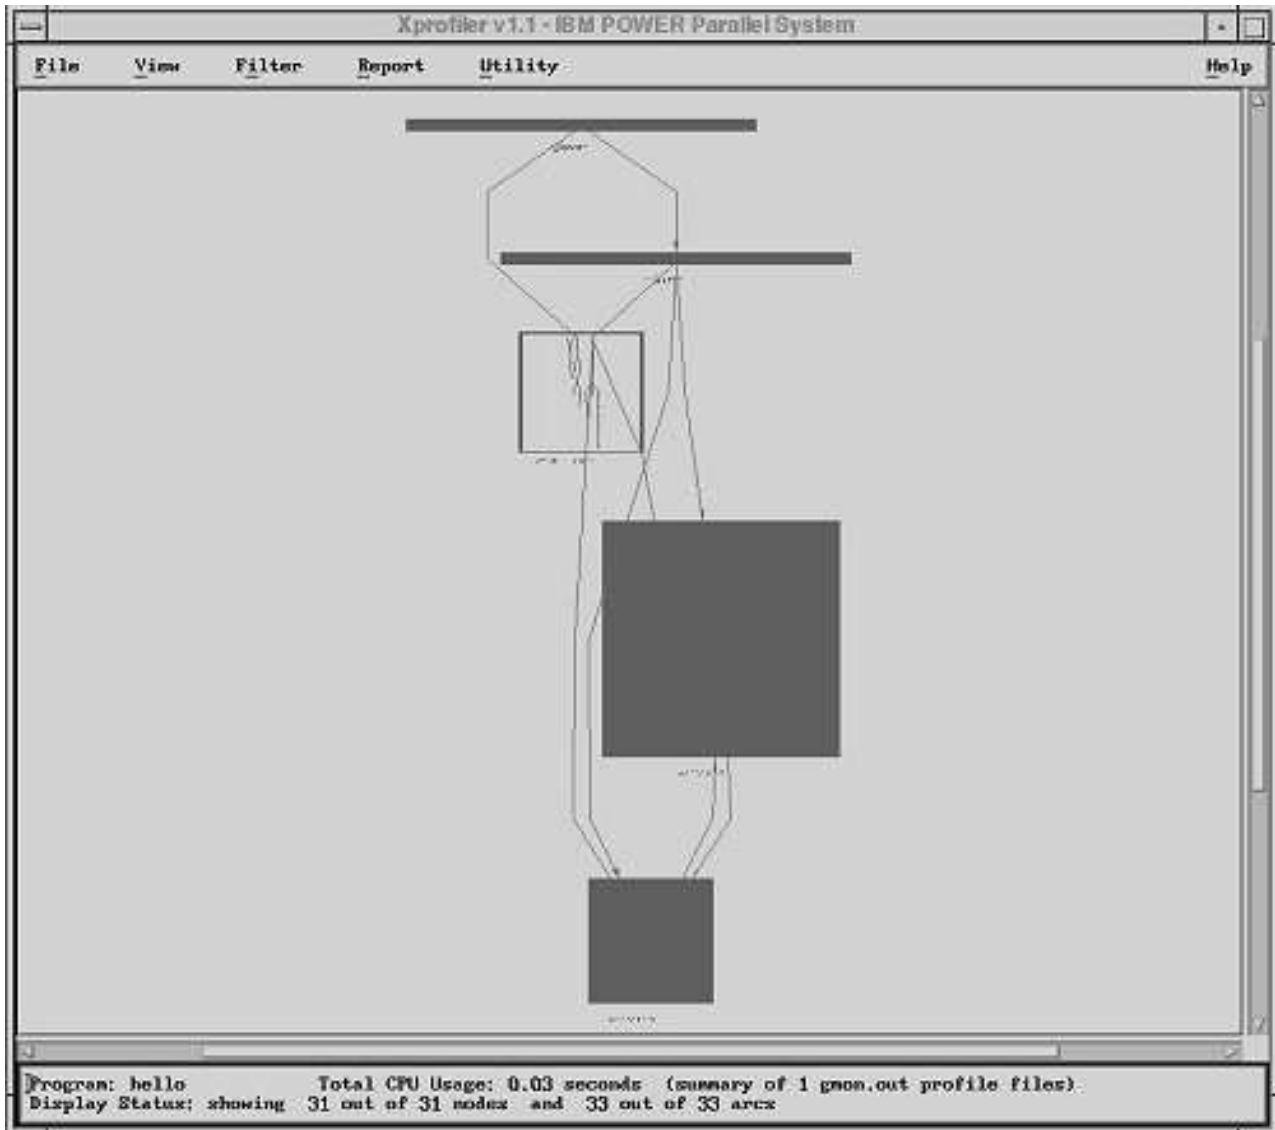 Xprofiler v1.1 - IBM POWER Parallel System
File View Filter Report Utility Help
Program: hello Total CPU Usage: 0.03 seconds (summary of 1 gmon.out profile files)
Display Status: showing 31 out of 31 nodes and 33 out of 33 arcs